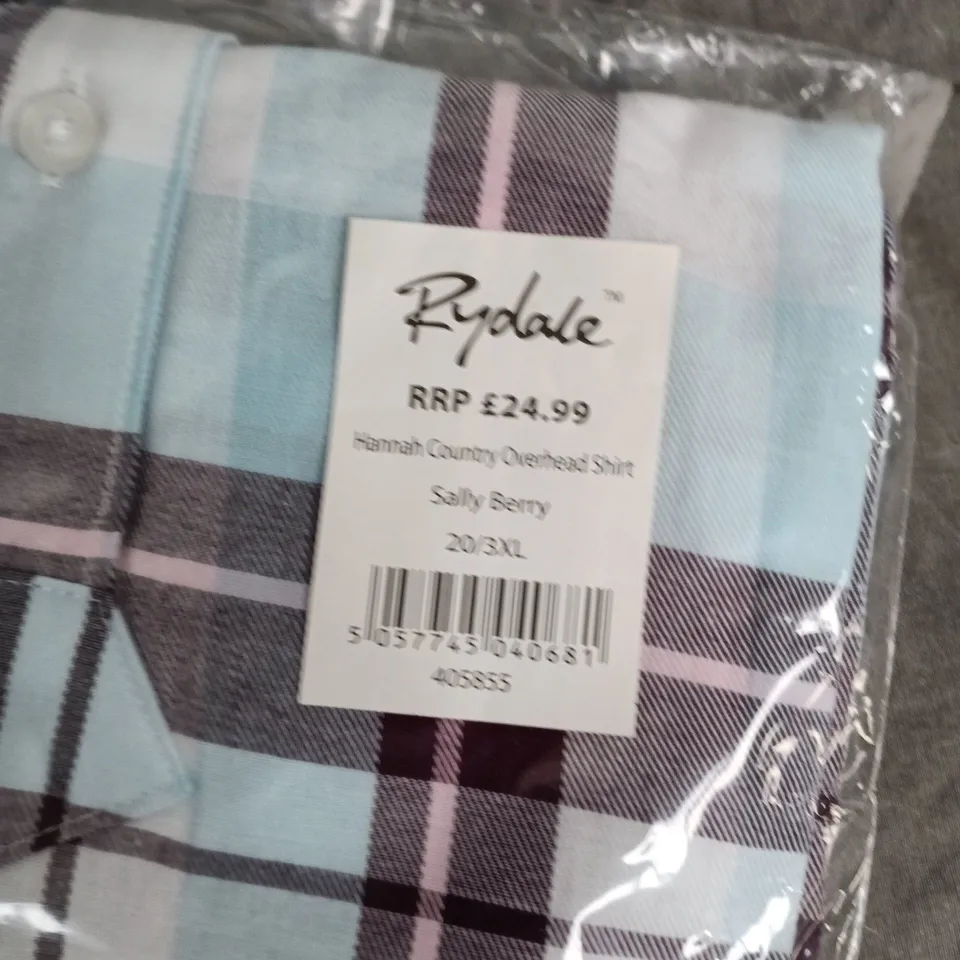 Rydale™
RRP £24.99
Hannah Country Overhead Shirt
Sally Berry
20/3XL
5 057745 040681
405855